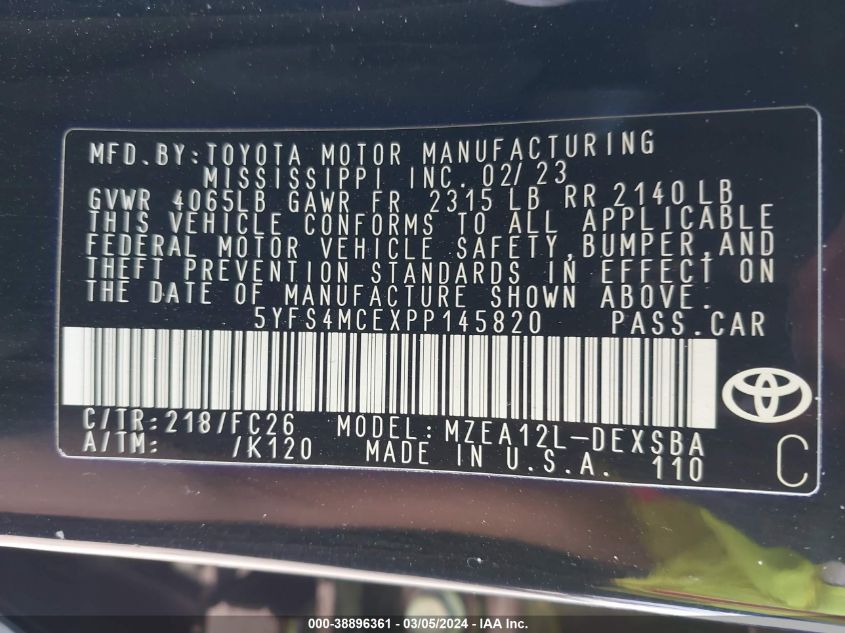 MFD.BY:TOYOTA MOTOR MANUFACTURING
MISSISSIPPI INC. 02/23
GVWR 4065LB GAWR FR 2315 LB RR 2140 LB
THIS VEHICLE CONFORMS TO ALL APPLICABLE
FEDERAL MOTOR VEHICLE SAFETY,BUMPER,AND
THEFT PREVENTION STANDARDS IN EFFECT ON
THE DATE OF MANUFACTURE SHOWN ABOVE.
5YFS4MCEXPP145820 PASS.CAR
C/TR:218/FC26 MODEL:MZEA12L-DEXSBA
A/TM: /K120 MADE IN U.S.A. 110
C
000-38896361 - 03/05/2024 - IAA Inc.